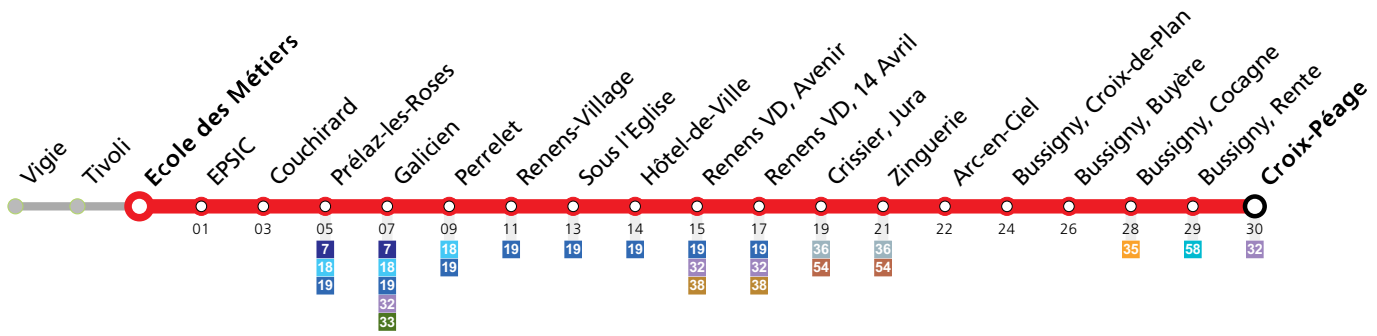 Vigie
Tivoli
Ecole des Métiers
EPSIC
Couchirard
Prélaz-les-Roses
Galicien
Perrelet
Renens-Village
Sous l'Eglise
Hôtel-de-Ville
Renens VD, Avenir
Renens VD, 14 Avril
Crissier, Jura
Zinguerie
Arc-en-Ciel
Bussigny, Croix-de-Plan
Bussigny, Buyère
Bussigny, Cocagne
Bussigny, Rente
Croix-Péage
01 03 05 07 09 11 13 14 15 17 19 21 22 24 26 28 29 30
7 7 18 19 19 19 19 19 36 36 35 58 32
18 18 19 32 32 54 54
19 19 38 38
32
33